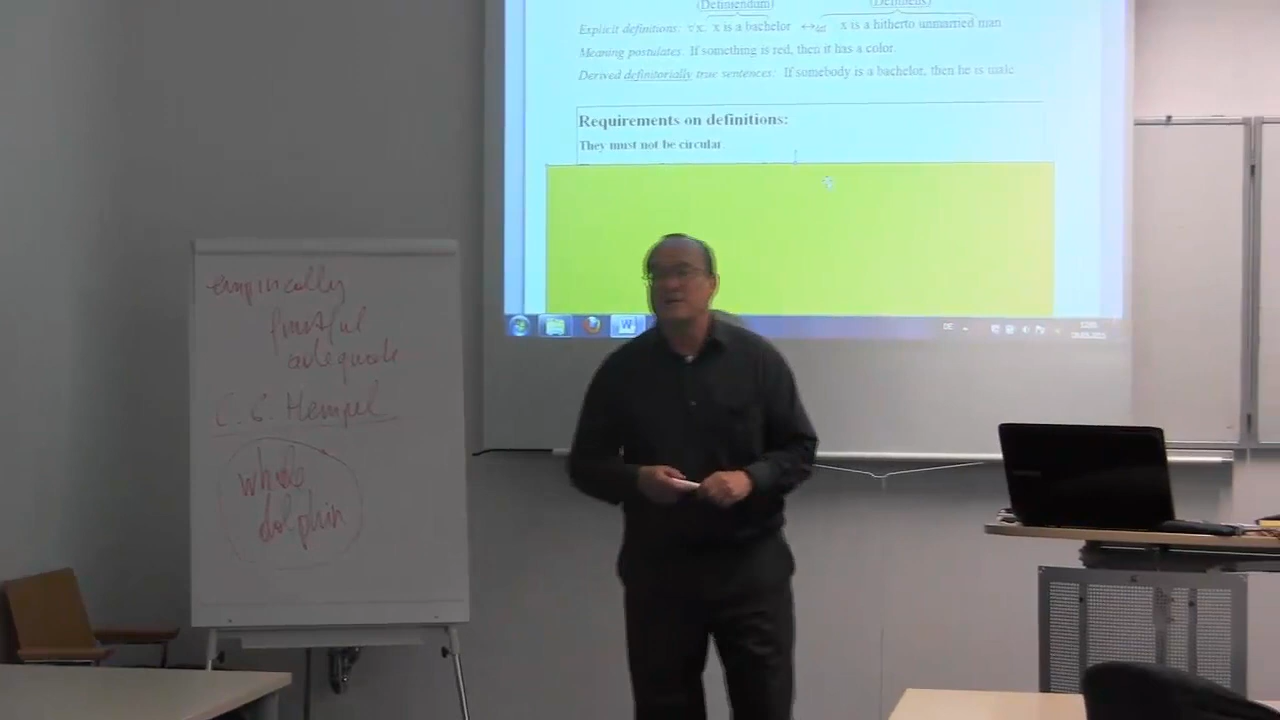 (Definiendum) (Definiens)
Explicit definitions: ∀x: x is a bachelor ↔def x is a hitherto unmarried man
Meaning postulates: If something is red, then it has a color.
Derived definitorially true sentences: If somebody is a bachelor, then he is male
Requirements on definitions:
They must not be circular.
DE
empirically
fruitful
adequate
C. G. Hempel
whale
dolphin